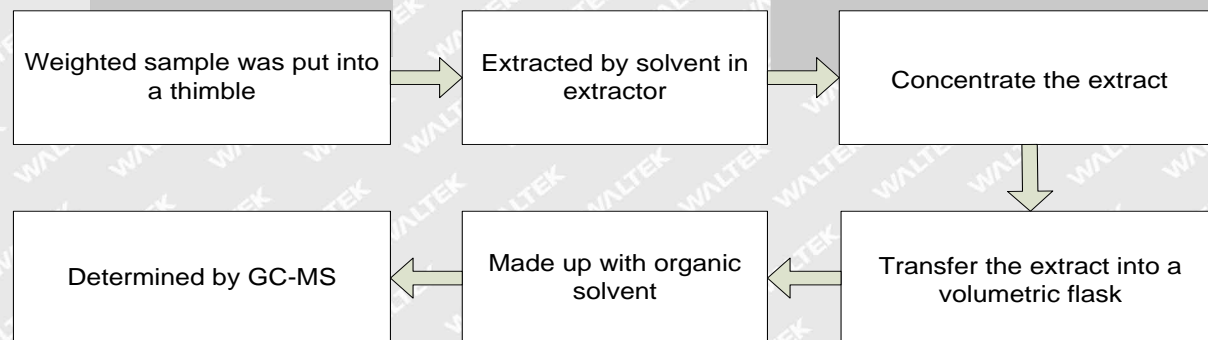 Weighted sample was put into
a thimble
Extracted by solvent in
extractor
Concentrate the extract
Transfer the extract into a
volumetric flask
Made up with organic
solvent
Determined by GC-MS
WALTEK